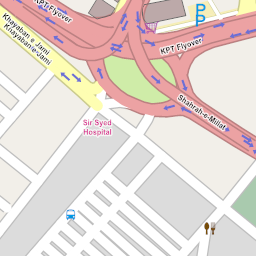 P
P
KPT Flyover
KPT Flyover
Khayaban e Jami
Khayaban-e-Jami
Shahrah-e-Millat
Sir Syed
Hospital